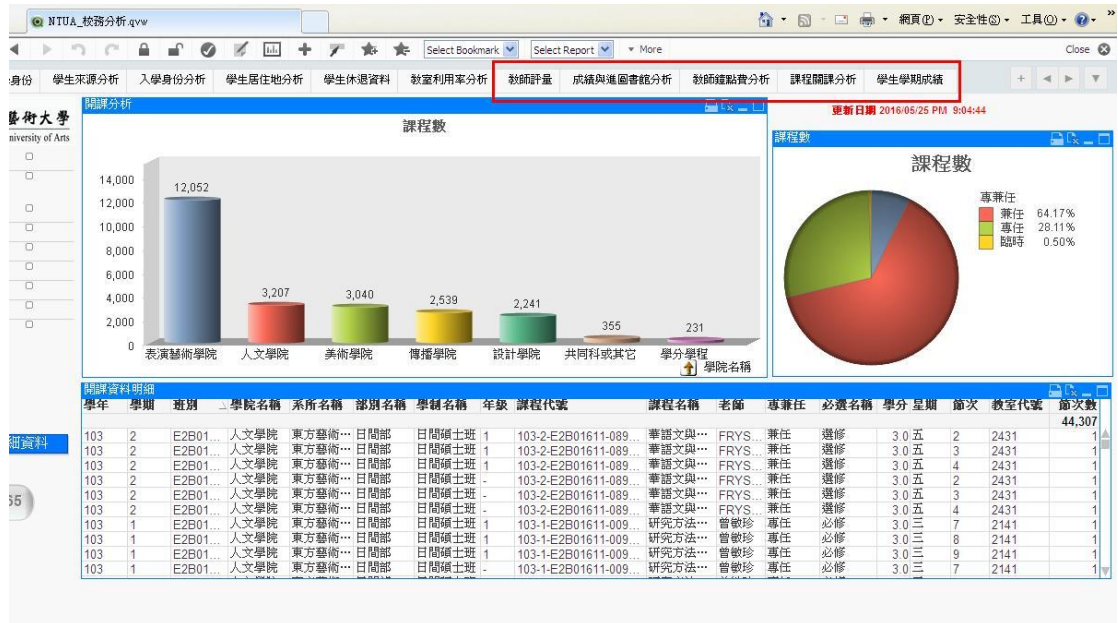 NTUA_校務分析.qvw
網頁(P)
安全性(S)
工具(O)
Select Bookmark
Select Report
More
Close
身份
學生來源分析
入學身份分析
學生居住地分析
學生休退資料
教室利用率分析
教師評量
成績與進圖書館分析
教師鐘點費分析
課程開課分析
學生學期成績
藝術大學
niversity of Arts
開課分析
課程數
14,000
12,000
10,000
8,000
6,000
4,000
2,000
0
12,052
3,207
3,040
2,539
2,241
355
231
表演藝術學院
人文學院
美術學院
傳播學院
設計學院
共同科或其它
學分學程
學院名稱
更新日期 2016/05/25 PM 9:04:44
課程數
課程數
專兼任
兼任 64.17%
專任 28.11%
臨時 0.50%
細資料
65
開課資料明細
學年 學期 班別 學院名稱 系所名稱 部別名稱 學制名稱 年級 課程代號 課程名稱 老師 專兼任 必選名稱 學分 星期 節次 教室代號 節次數
44,307
103 2 E2B01... 人文學院 東方藝術… 日間部 日間碩士班 1 103-2-E2B01611-089... 華語文與… FRYS... 兼任 選修 3.0 五 2 2431 1
103 2 E2B01... 人文學院 東方藝術… 日間部 日間碩士班 1 103-2-E2B01611-089... 華語文與… FRYS... 兼任 選修 3.0 五 3 2431 1
103 2 E2B01... 人文學院 東方藝術… 日間部 日間碩士班 1 103-2-E2B01611-089... 華語文與… FRYS... 兼任 選修 3.0 五 4 2431 1
103 2 E2B01... 人文學院 東方藝術… 日間部 日間碩士班 - 103-2-E2B01611-089... 華語文與… FRYS... 兼任 選修 3.0 五 2 2431 1
103 2 E2B01... 人文學院 東方藝術… 日間部 日間碩士班 - 103-2-E2B01611-089... 華語文與… FRYS... 兼任 選修 3.0 五 3 2431 1
103 2 E2B01... 人文學院 東方藝術… 日間部 日間碩士班 - 103-2-E2B01611-089... 華語文與… FRYS... 兼任 選修 3.0 五 4 2431 1
103 1 E2B01... 人文學院 東方藝術… 日間部 日間碩士班 1 103-1-E2B01611-009... 研究方法… 曾敏珍 專任 必修 3.0 三 7 2141 1
103 1 E2B01... 人文學院 東方藝術… 日間部 日間碩士班 1 103-1-E2B01611-009... 研究方法… 曾敏珍 專任 必修 3.0 三 8 2141 1
103 1 E2B01... 人文學院 東方藝術… 日間部 日間碩士班 1 103-1-E2B01611-009... 研究方法… 曾敏珍 專任 必修 3.0 三 9 2141 1
103 1 E2B01... 人文學院 東方藝術… 日間部 日間碩士班 - 103-1-E2B01611-009... 研究方法… 曾敏珍 專任 必修 3.0 三 7 2141 1